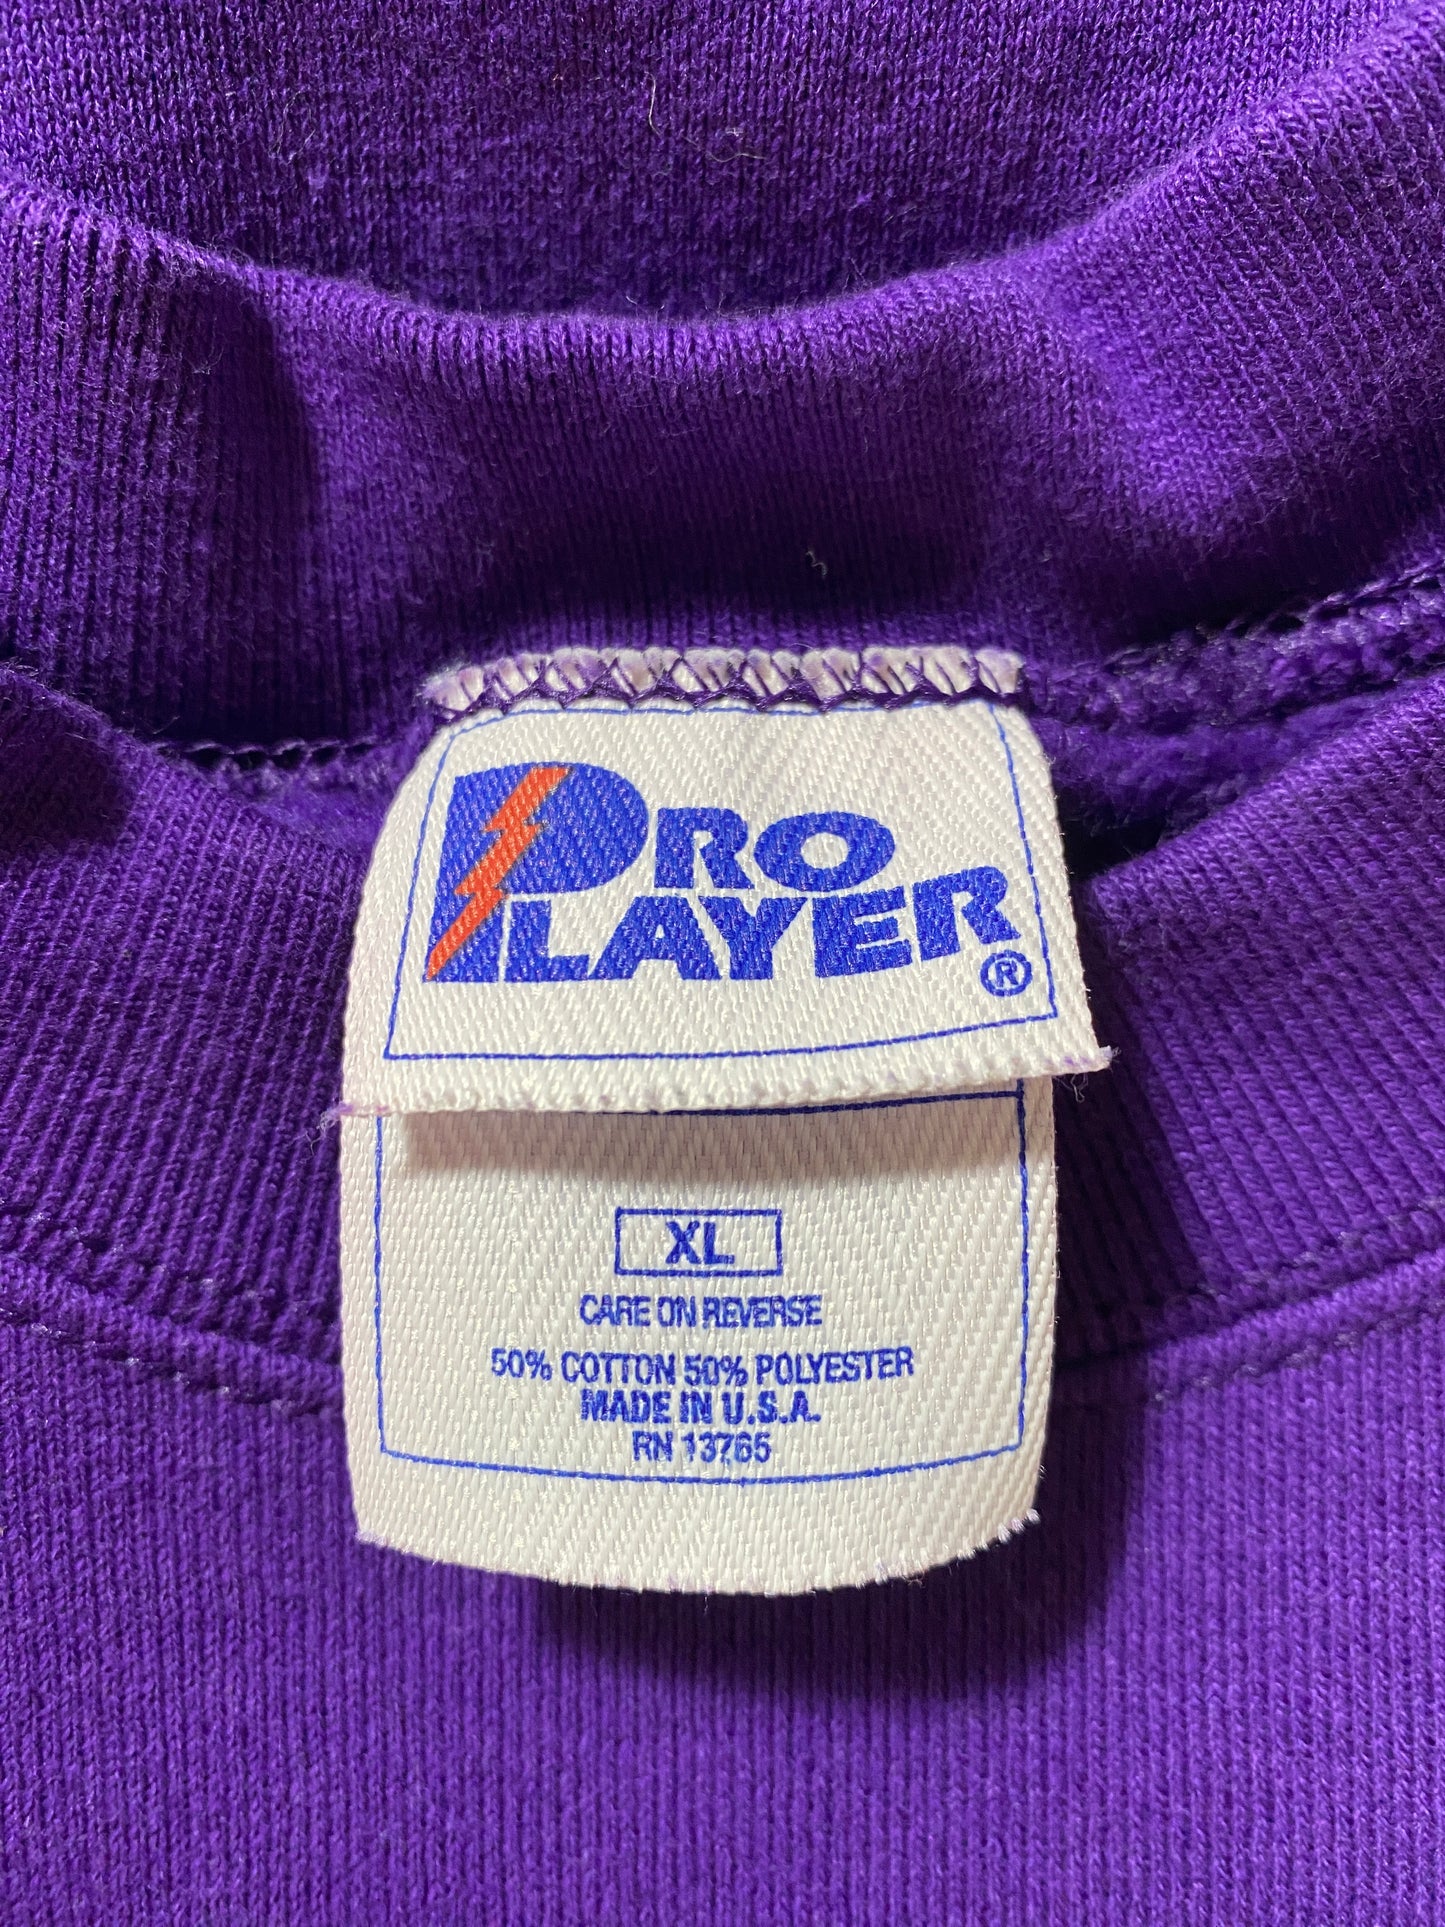 PRO
PLAYER
®
XL
CARE ON REVERSE
50% COTTON 50% POLYESTER
MADE IN U.S.A.
RN 13765